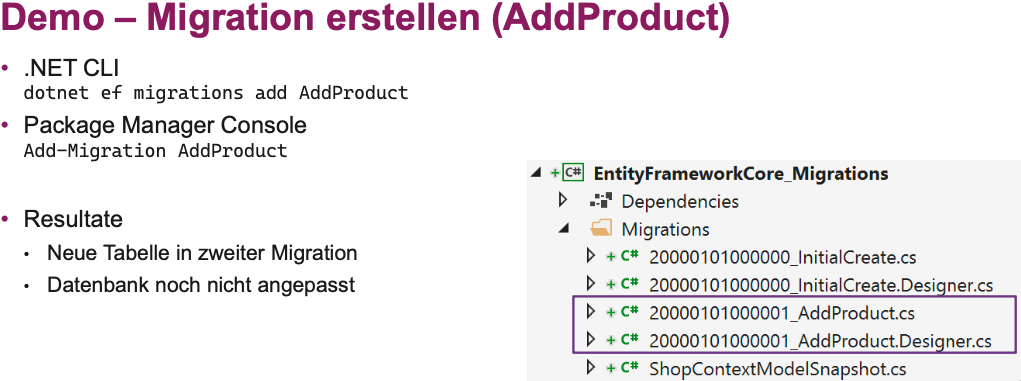 Demo – Migration erstellen (AddProduct)
• .NET CLI
dotnet ef migrations add AddProduct
• Package Manager Console
Add-Migration AddProduct
• Resultate
• Neue Tabelle in zweiter Migration
• Datenbank noch nicht angepasst
C# EntityFrameworkCore_Migrations
Dependencies
Migrations
+ C# 20000101000000_InitialCreate.cs
+ C# 20000101000000_InitialCreate.Designer.cs
+ C# 20000101000001_AddProduct.cs
+ C# 20000101000001_AddProduct.Designer.cs
+ C# ShopContextModelSnapshot.cs